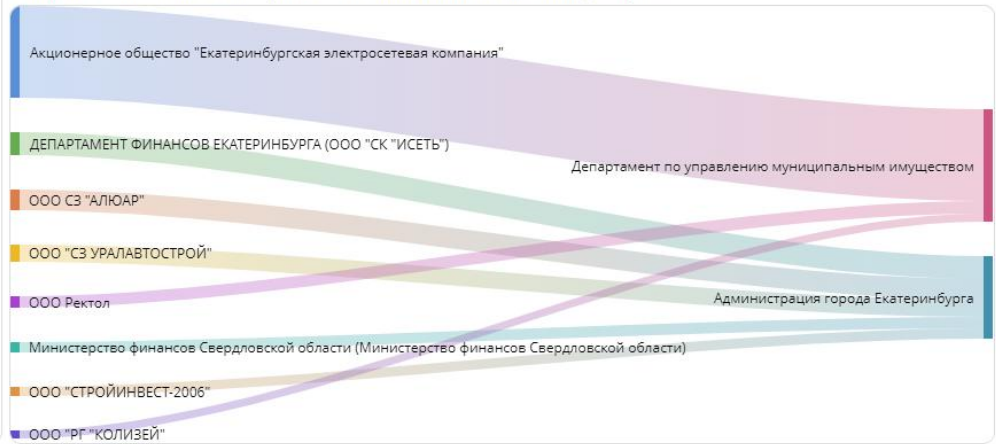 Акционерное общество "Екатеринбургская электросетевая компания"
ДЕПАРТАМЕНТ ФИНАНСОВ ЕКАТЕРИНБУРГА (ООО "СК "ИСЕТЬ")
Департамент по управлению муниципальным имуществом
ООО СЗ "АЛЮАР"
ООО "СЗ УРАЛАВТОСТРОЙ"
ООО Ректол
Администрация города Екатеринбурга
Министерство финансов Свердловской области (Министерство финансов Свердловской области)
ООО "СТРОЙИНВЕСТ-2006"
ООО "РГ "КОЛИЗЕЙ"